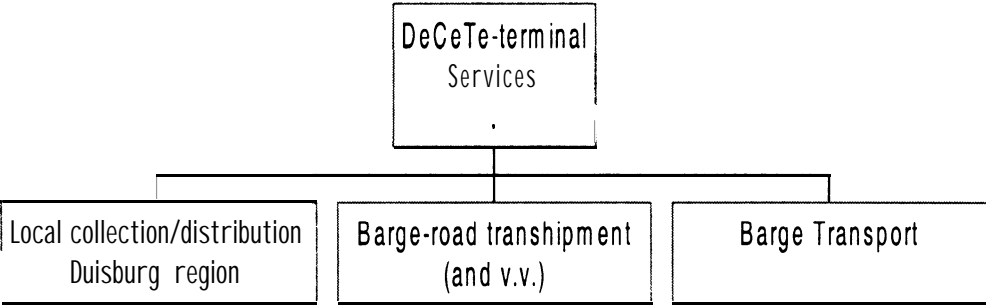 DeCeTe-terminal
Services
Local collection/distribution
Duisburg region
Barge-road transhipment
(and v.v.)
Barge Transport